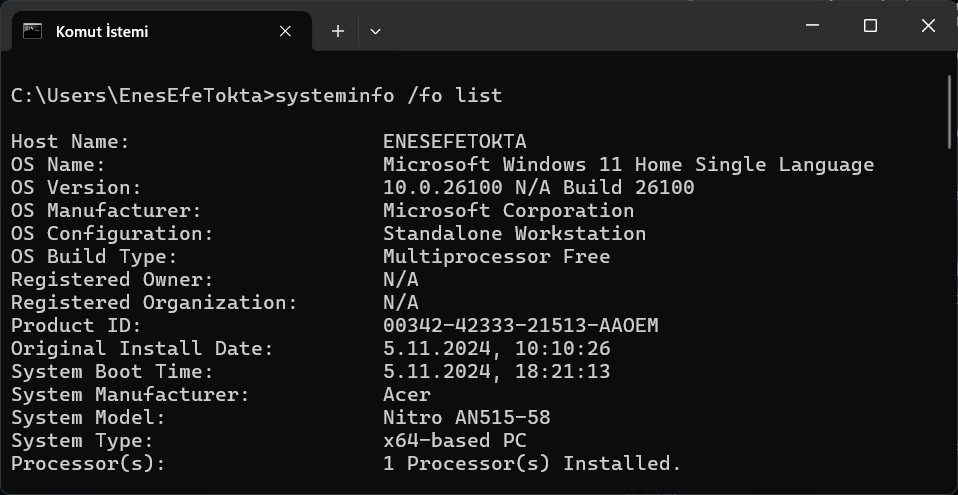 Komut İstemi
C:\Users\EnesEfeTokta>systeminfo /fo list
Host Name: ENESEFETOKTA
OS Name: Microsoft Windows 11 Home Single Language
OS Version: 10.0.26100 N/A Build 26100
OS Manufacturer: Microsoft Corporation
OS Configuration: Standalone Workstation
OS Build Type: Multiprocessor Free
Registered Owner: N/A
Registered Organization: N/A
Product ID: 00342-42333-21513-AAOEM
Original Install Date: 5.11.2024, 10:10:26
System Boot Time: 5.11.2024, 18:21:13
System Manufacturer: Acer
System Model: Nitro AN515-58
System Type: x64-based PC
Processor(s): 1 Processor(s) Installed.